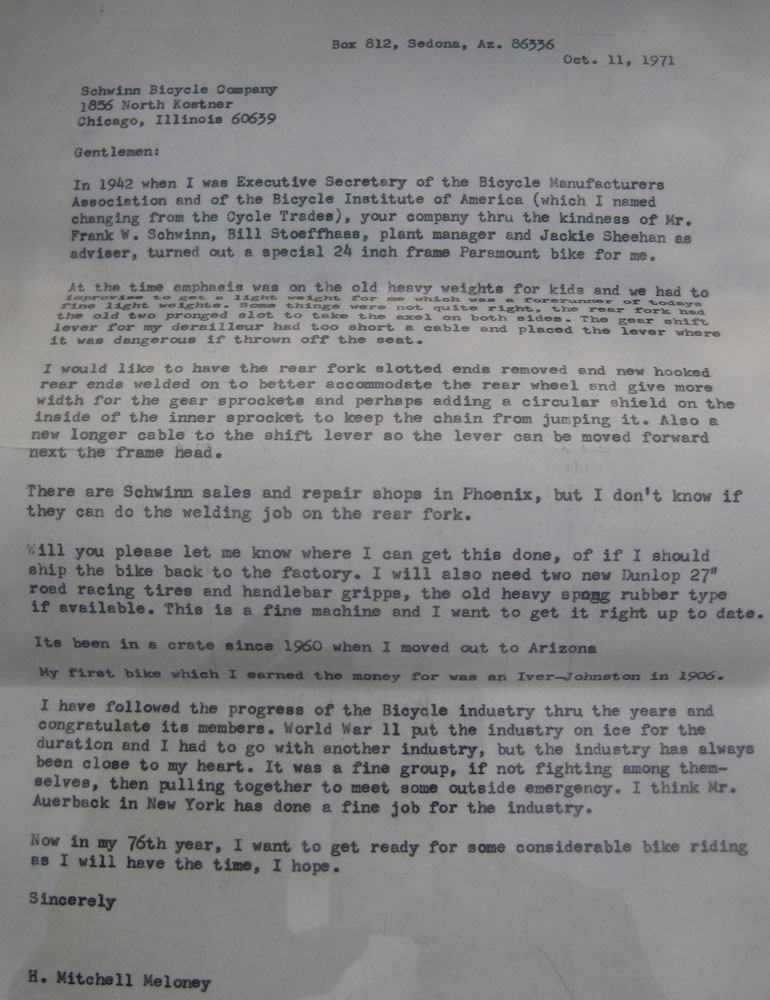 Box 812, Sedona, Az. 86336
Oct. 11, 1971
Schwinn Bicycle Company
1856 North Kostner
Chicago, Illinois 60639
Gentlemen:
In 1942 when I was Executive Secretary of the Bicycle Manufacturers
Association and of the Bicycle Institute of America (which I named
changing from the Cycle Trades), your company thru the kindness of Mr.
Frank W. Schwinn, Bill Stoeffhaas, plant manager and Jackie Sheehan as
adviser, turned out a special 24 inch frame Paramount bike for me.
At the time emphasis was on the old heavy weights for kids and we had to
improvise to get a light weight for me which was a forerunner of todays
fine light weights. Some things were not quite right, the rear fork had
the old two pronged slot to take the axel on both sides. The gear shift
lever for my derailleur had too short a cable and placed the lever where
it was dangerous if thrown off the seat.
I would like to have the rear fork slotted ends removed and new hooked
rear ends welded on to better accommodate the rear wheel and give more
width for the gear sprockets and perhaps adding a circular shield on the
inside of the inner sprocket to keep the chain from jumping it. Also a
new longer cable to the shift lever so the lever can be moved forward
next the frame head.
There are Schwinn sales and repair shops in Phoenix, but I don't know if
they can do the welding job on the rear fork.
Will you please let me know where I can get this done, of if I should
ship the bike back to the factory. I will also need two new Dunlop 27"
road racing tires and handlebar gripps, the old heavy spong rubber type
if available. This is a fine machine and I want to get it right up to date.
Its been in a crate since 1960 when I moved out to Arizona
My first bike which I earned the money for was an Iver-Johnston in 1906.
I have followed the progress of the Bicycle industry thru the years and
congratulate its members. World War 11 put the industry on ice for the
duration and I had to go with another industry, but the industry has always
been close to my heart. It was a fine group, if not fighting among them-
selves, then pulling together to meet some outside emergency. I think Mr.
Auerback in New York has done a fine job for the industry.
Now in my 76th year, I want to get ready for some considerable bike riding
as I will have the time, I hope.
Sincerely
H. Mitchell Meloney